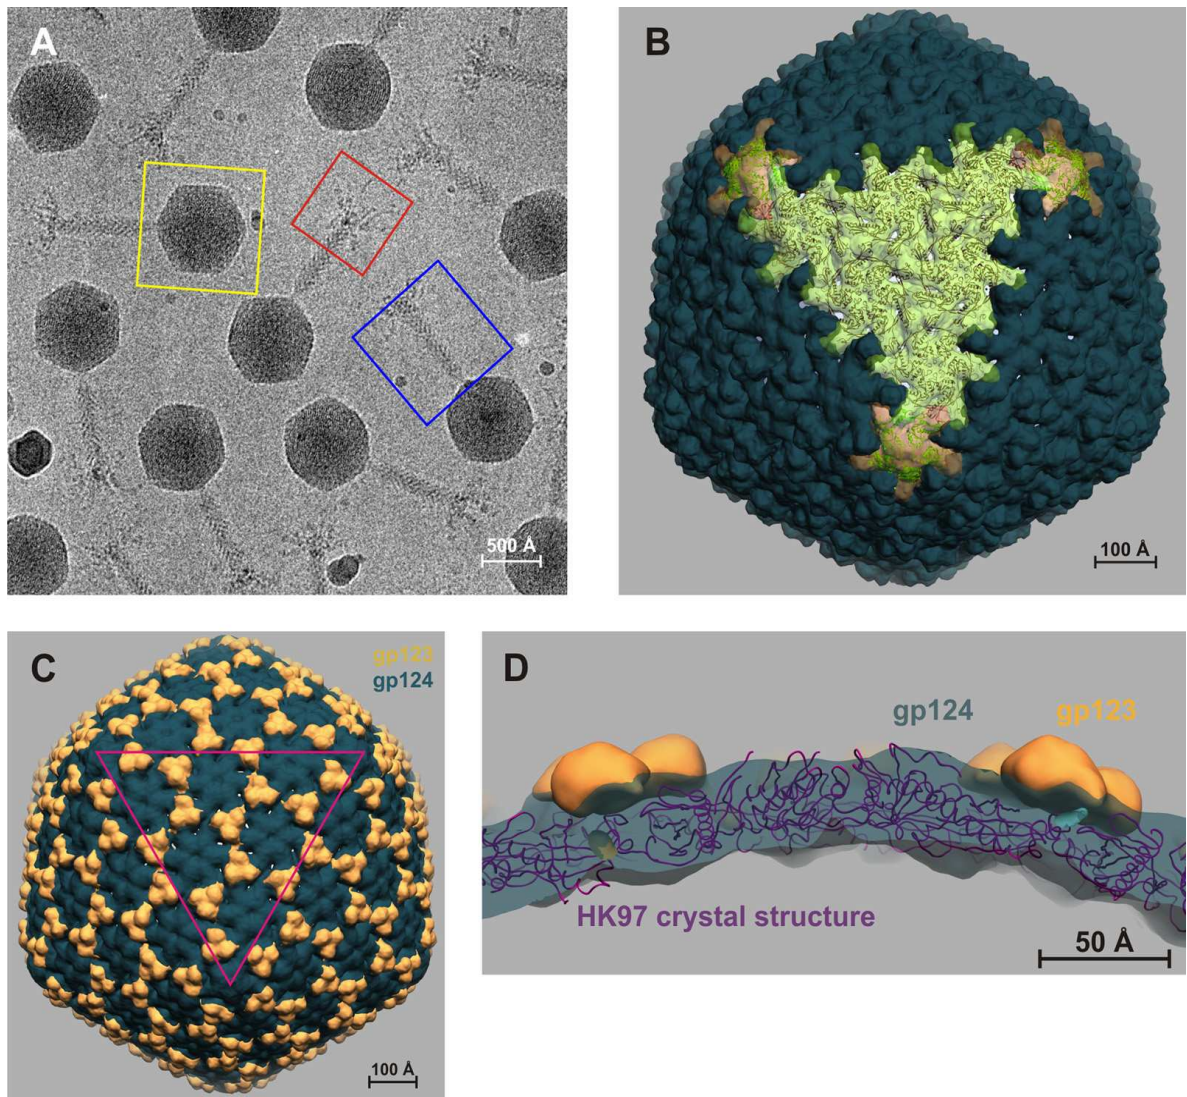 A
B
500 Å
100 Å
C
gp123
gp124
D
gp124
gp123
HK97 crystal structure
100 Å
50 Å